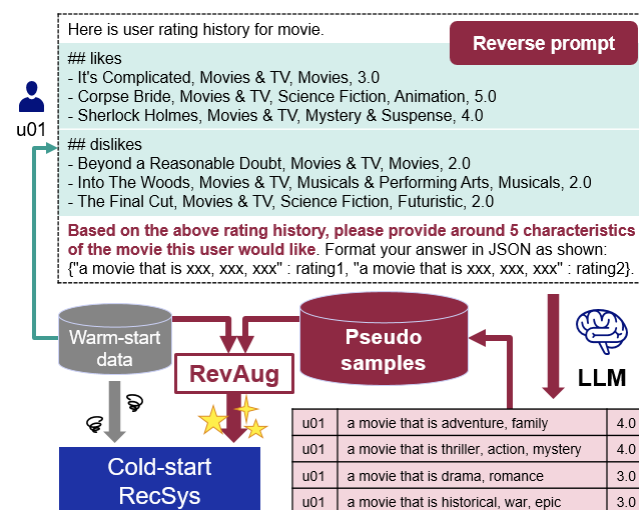 Here is user rating history for movie.
Reverse prompt
## likes
- It's Complicated, Movies & TV, Movies, 3.0
- Corpse Bride, Movies & TV, Science Fiction, Animation, 5.0
- Sherlock Holmes, Movies & TV, Mystery & Suspense, 4.0
u01
## dislikes
- Beyond a Reasonable Doubt, Movies & TV, Movies, 2.0
- Into The Woods, Movies & TV, Musicals & Performing Arts, Musicals, 2.0
- The Final Cut, Movies & TV, Science Fiction, Futuristic, 2.0
Based on the above rating history, please provide around 5 characteristics
of the movie this user would like. Format your answer in JSON as shown:
{"a movie that is xxx, xxx, xxx" : rating1, "a movie that is xxx, xxx, xxx" : rating2}.
Warm-start
data
RevAug
Pseudo
samples
LLM
Cold-start
RecSys
u01 a movie that is adventure, family 4.0
u01 a movie that is thriller, action, mystery 4.0
u01 a movie that is drama, romance 3.0
u01 a movie that is historical, war, epic 3.0